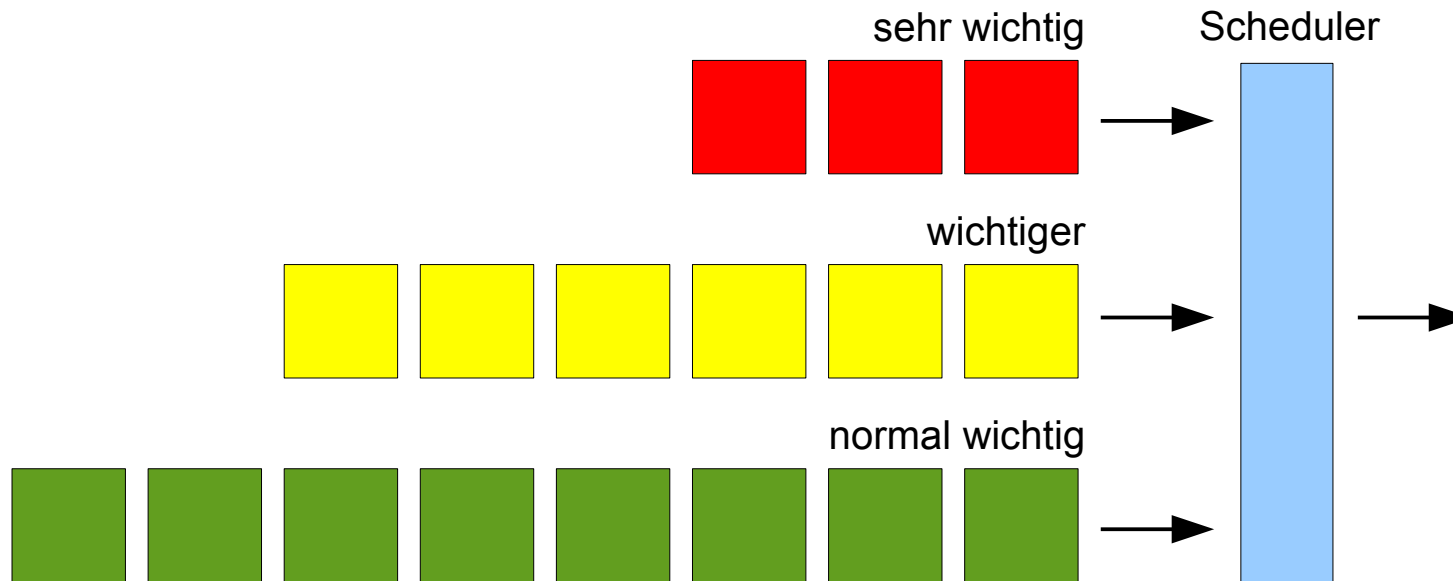 sehr wichtig
Scheduler
wichtiger
normal wichtig